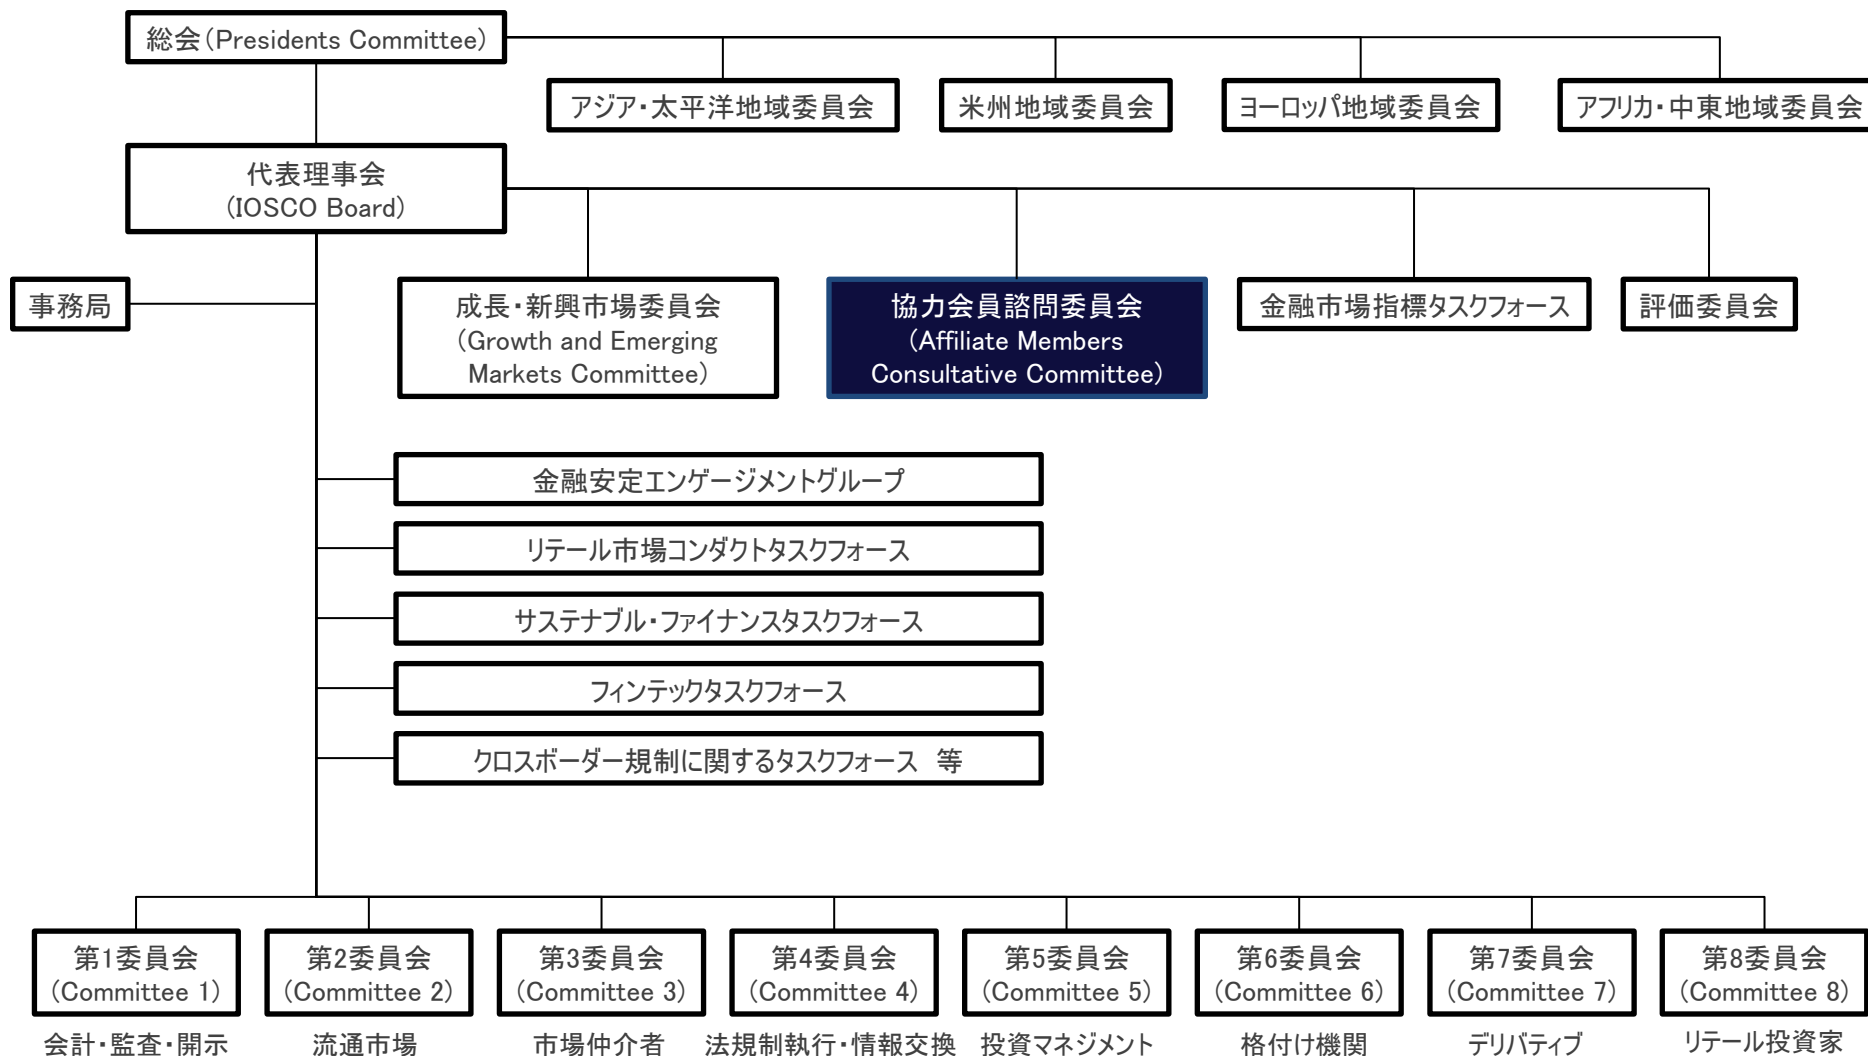 総会(Presidents Committee)
アジア・太平洋地域委員会
米州地域委員会
ヨーロッパ地域委員会
アフリカ・中東地域委員会
代表理事会
(IOSCO Board)
事務局
成長・新興市場委員会
(Growth and Emerging
Markets Committee)
協力会員諮問委員会
(Affiliate Members
Consultative Committee)
金融市場指標タスクフォース
評価委員会
金融安定エンゲージメントグループ
リテール市場コンダクトタスクフォース
サステナブル・ファイナンスタスクフォース
フィンテックタスクフォース
クロスボーダー規制に関するタスクフォース 等
第1委員会
(Committee 1)
会計・監査・開示
第2委員会
(Committee 2)
流通市場
第3委員会
(Committee 3)
市場仲介者
第4委員会
(Committee 4)
法規制執行・情報交換
第5委員会
(Committee 5)
投資マネジメント
第6委員会
(Committee 6)
格付け機関
第7委員会
(Committee 7)
デリバティブ
第8委員会
(Committee 8)
リテール投資家